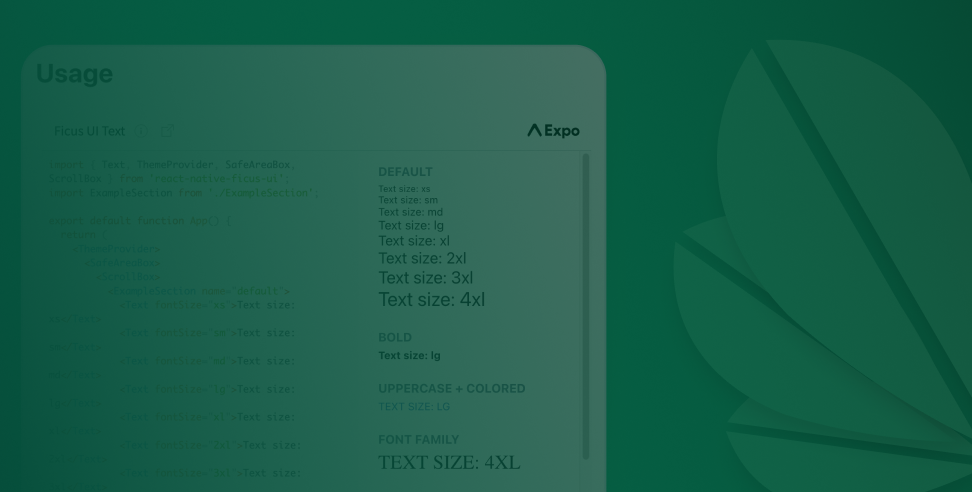 Usage
Ficus UI Text
Expo
import { Text, ThemeProvider, SafeAreaBox,
ScrollBox } from 'react-native-ficus-ui';
import ExampleSection from './ExampleSection';
export default function App() {
return (
<ThemeProvider>
<SafeAreaBox>
<ScrollBox>
<ExampleSection name="default">
<Text fontSize="xs">Text size:
xs</Text>
<Text fontSize="sm">Text size:
sm</Text>
<Text fontSize="md">Text size:
md</Text>
<Text fontSize="lg">Text size:
lg</Text>
<Text fontSize="xl">Text size:
xl</Text>
<Text fontSize="2xl">Text size:
2xl</Text>
<Text fontSize="3xl">Text size:
DEFAULT
Text size: xs
Text size: sm
Text size: md
Text size: lg
Text size: xl
Text size: 2xl
Text size: 3xl
Text size: 4xl
BOLD
Text size: lg
UPPERCASE + COLORED
TEXT SIZE: LG
FONT FAMILY
TEXT SIZE: 4XL